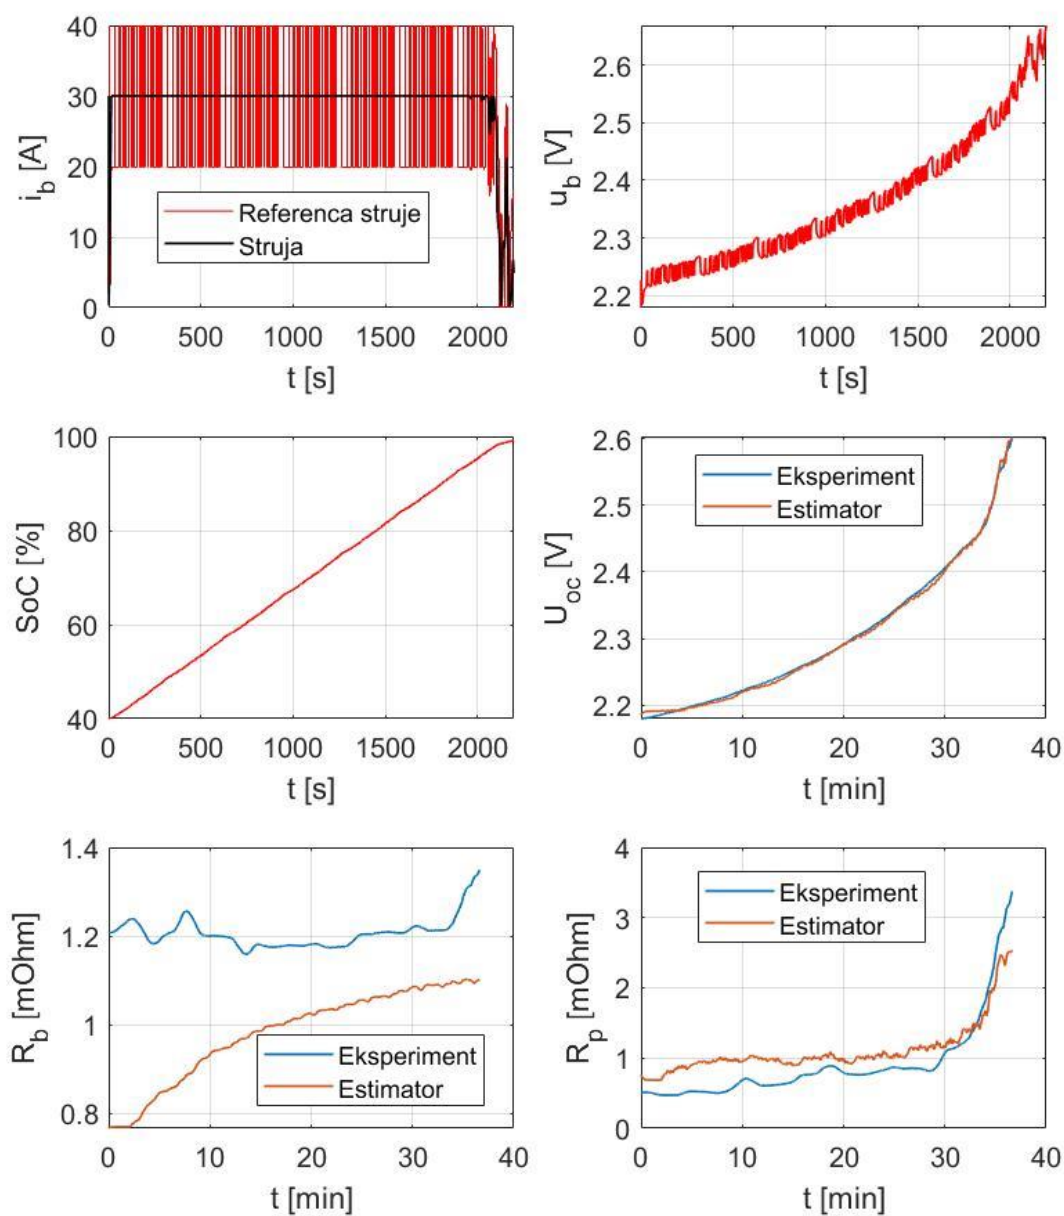 40
30
20
10
0
i_b [A]
Referenca struje
Struja
0 500 1000 1500 2000
t [s]
2.6
2.5
2.4
2.3
2.2
u_b [V]
0 500 1000 1500 2000
t [s]
100
80
60
40
SoC [%]
0 500 1000 1500 2000
t [s]
2.6
2.5
2.4
2.3
2.2
U_oc [V]
Eksperiment
Estimator
0 10 20 30 40
t [min]
1.4
1.2
1
0.8
R_b [mOhm]
Eksperiment
Estimator
0 10 20 30 40
t [min]
4
3
2
1
0
R_p [mOhm]
Eksperiment
Estimator
0 10 20 30 40
t [min]